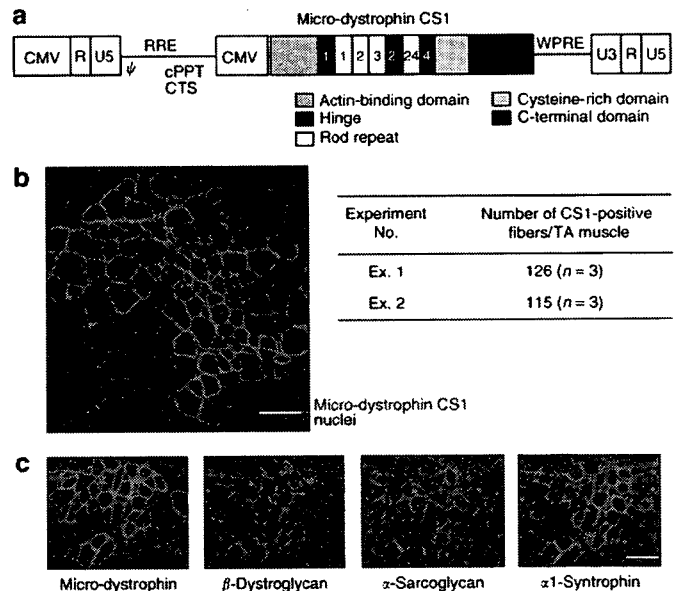 a
Micro-dystrophin CS1
CMV R U5 ψ RRE cPPT CTS CMV 1 1 2 3 2 24 4 WPRE U3 R U5
Actin-binding domain
Cysteine-rich domain
Hinge
C-terminal domain
Rod repeat
b
Experiment No.
Number of CS1-positive fibers/TA muscle
Ex. 1 126 (n = 3)
Ex. 2 115 (n = 3)
Micro-dystrophin CS1
nuclei
c
Micro-dystrophin β-Dystroglycan α-Sarcoglycan α1-Syntrophin